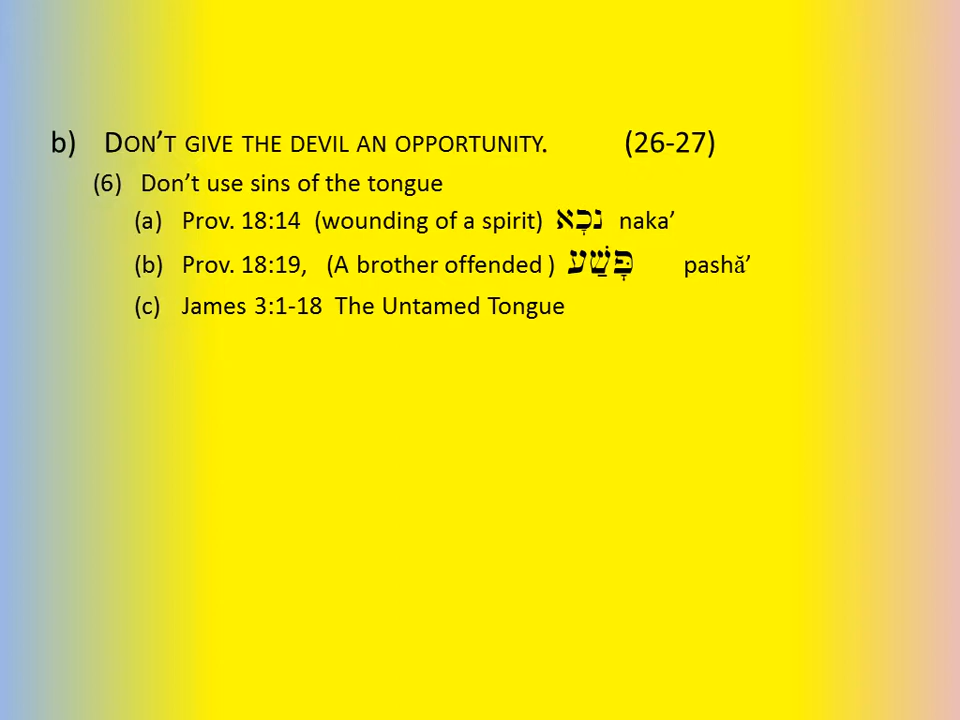 b) DON’T GIVE THE DEVIL AN OPPORTUNITY. (26-27)
(6) Don’t use sins of the tongue
(a) Prov. 18:14 (wounding of a spirit) נכְָא naka’
(b) Prov. 18:19, (A brother offended ) פָּשַׁע pashă’
(c) James 3:1-18 The Untamed Tongue